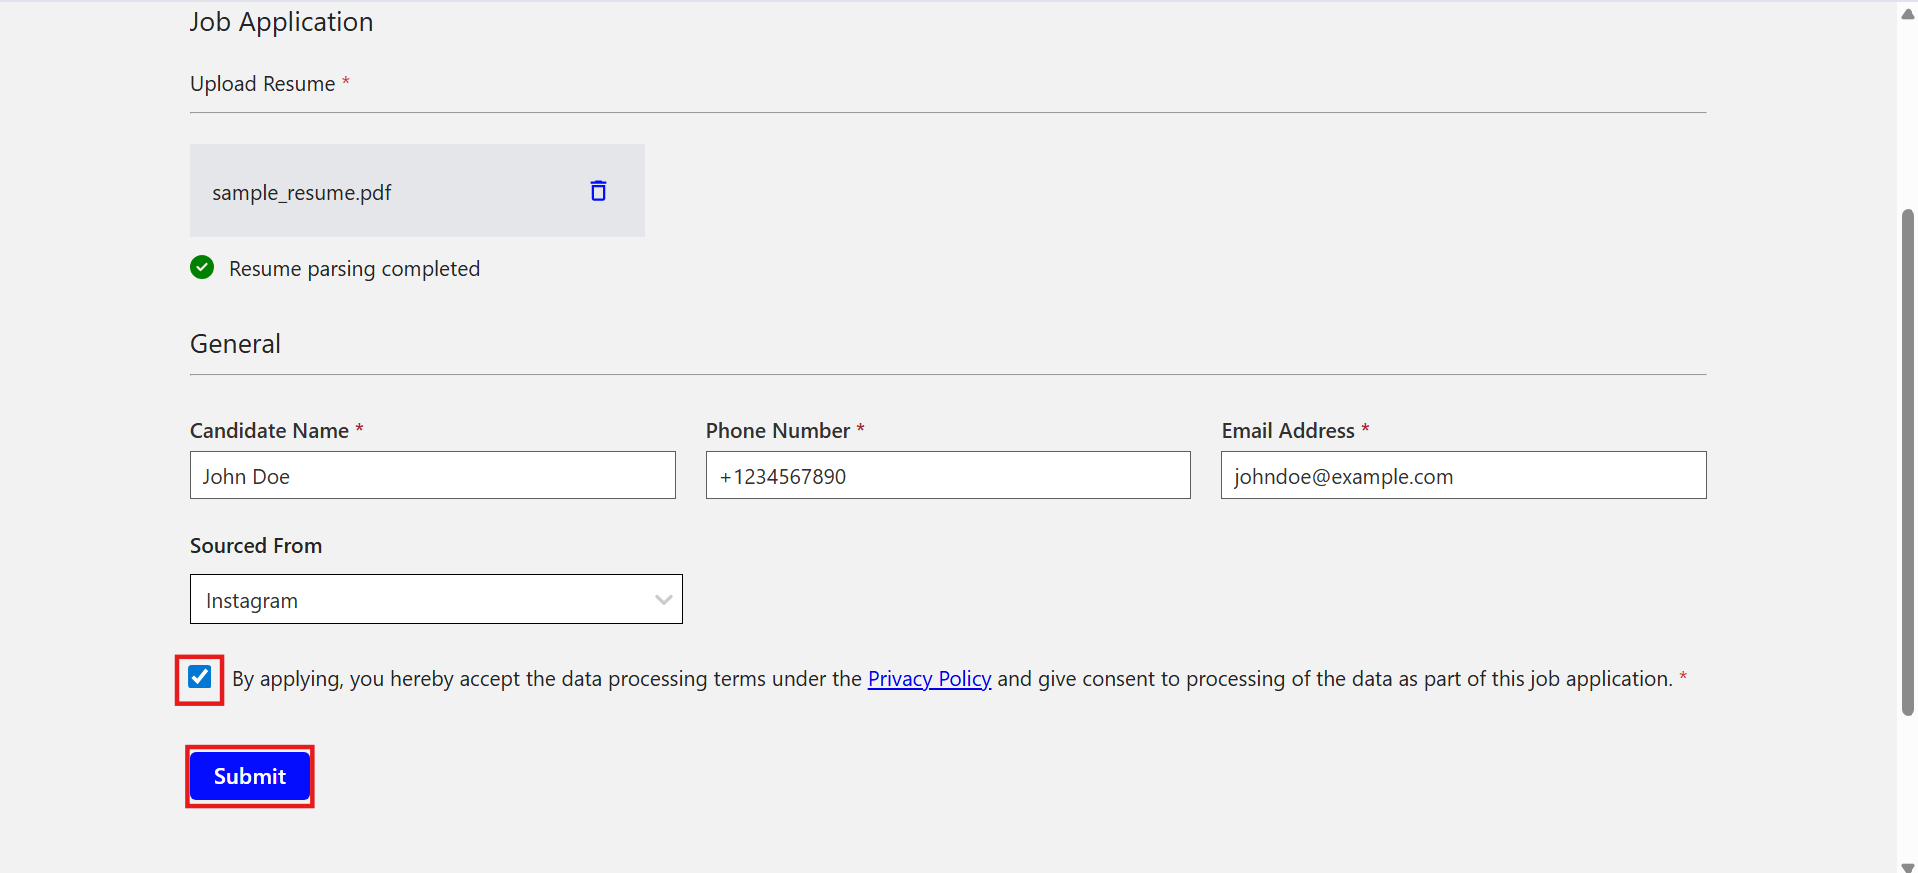 Job Application
Upload Resume *
sample_resume.pdf
Resume parsing completed
General
Candidate Name * Phone Number * Email Address *
John Doe +1234567890 johndoe@example.com
Sourced From
Instagram
By applying, you hereby accept the data processing terms under the Privacy Policy and give consent to processing of the data as part of this job application. *
Submit